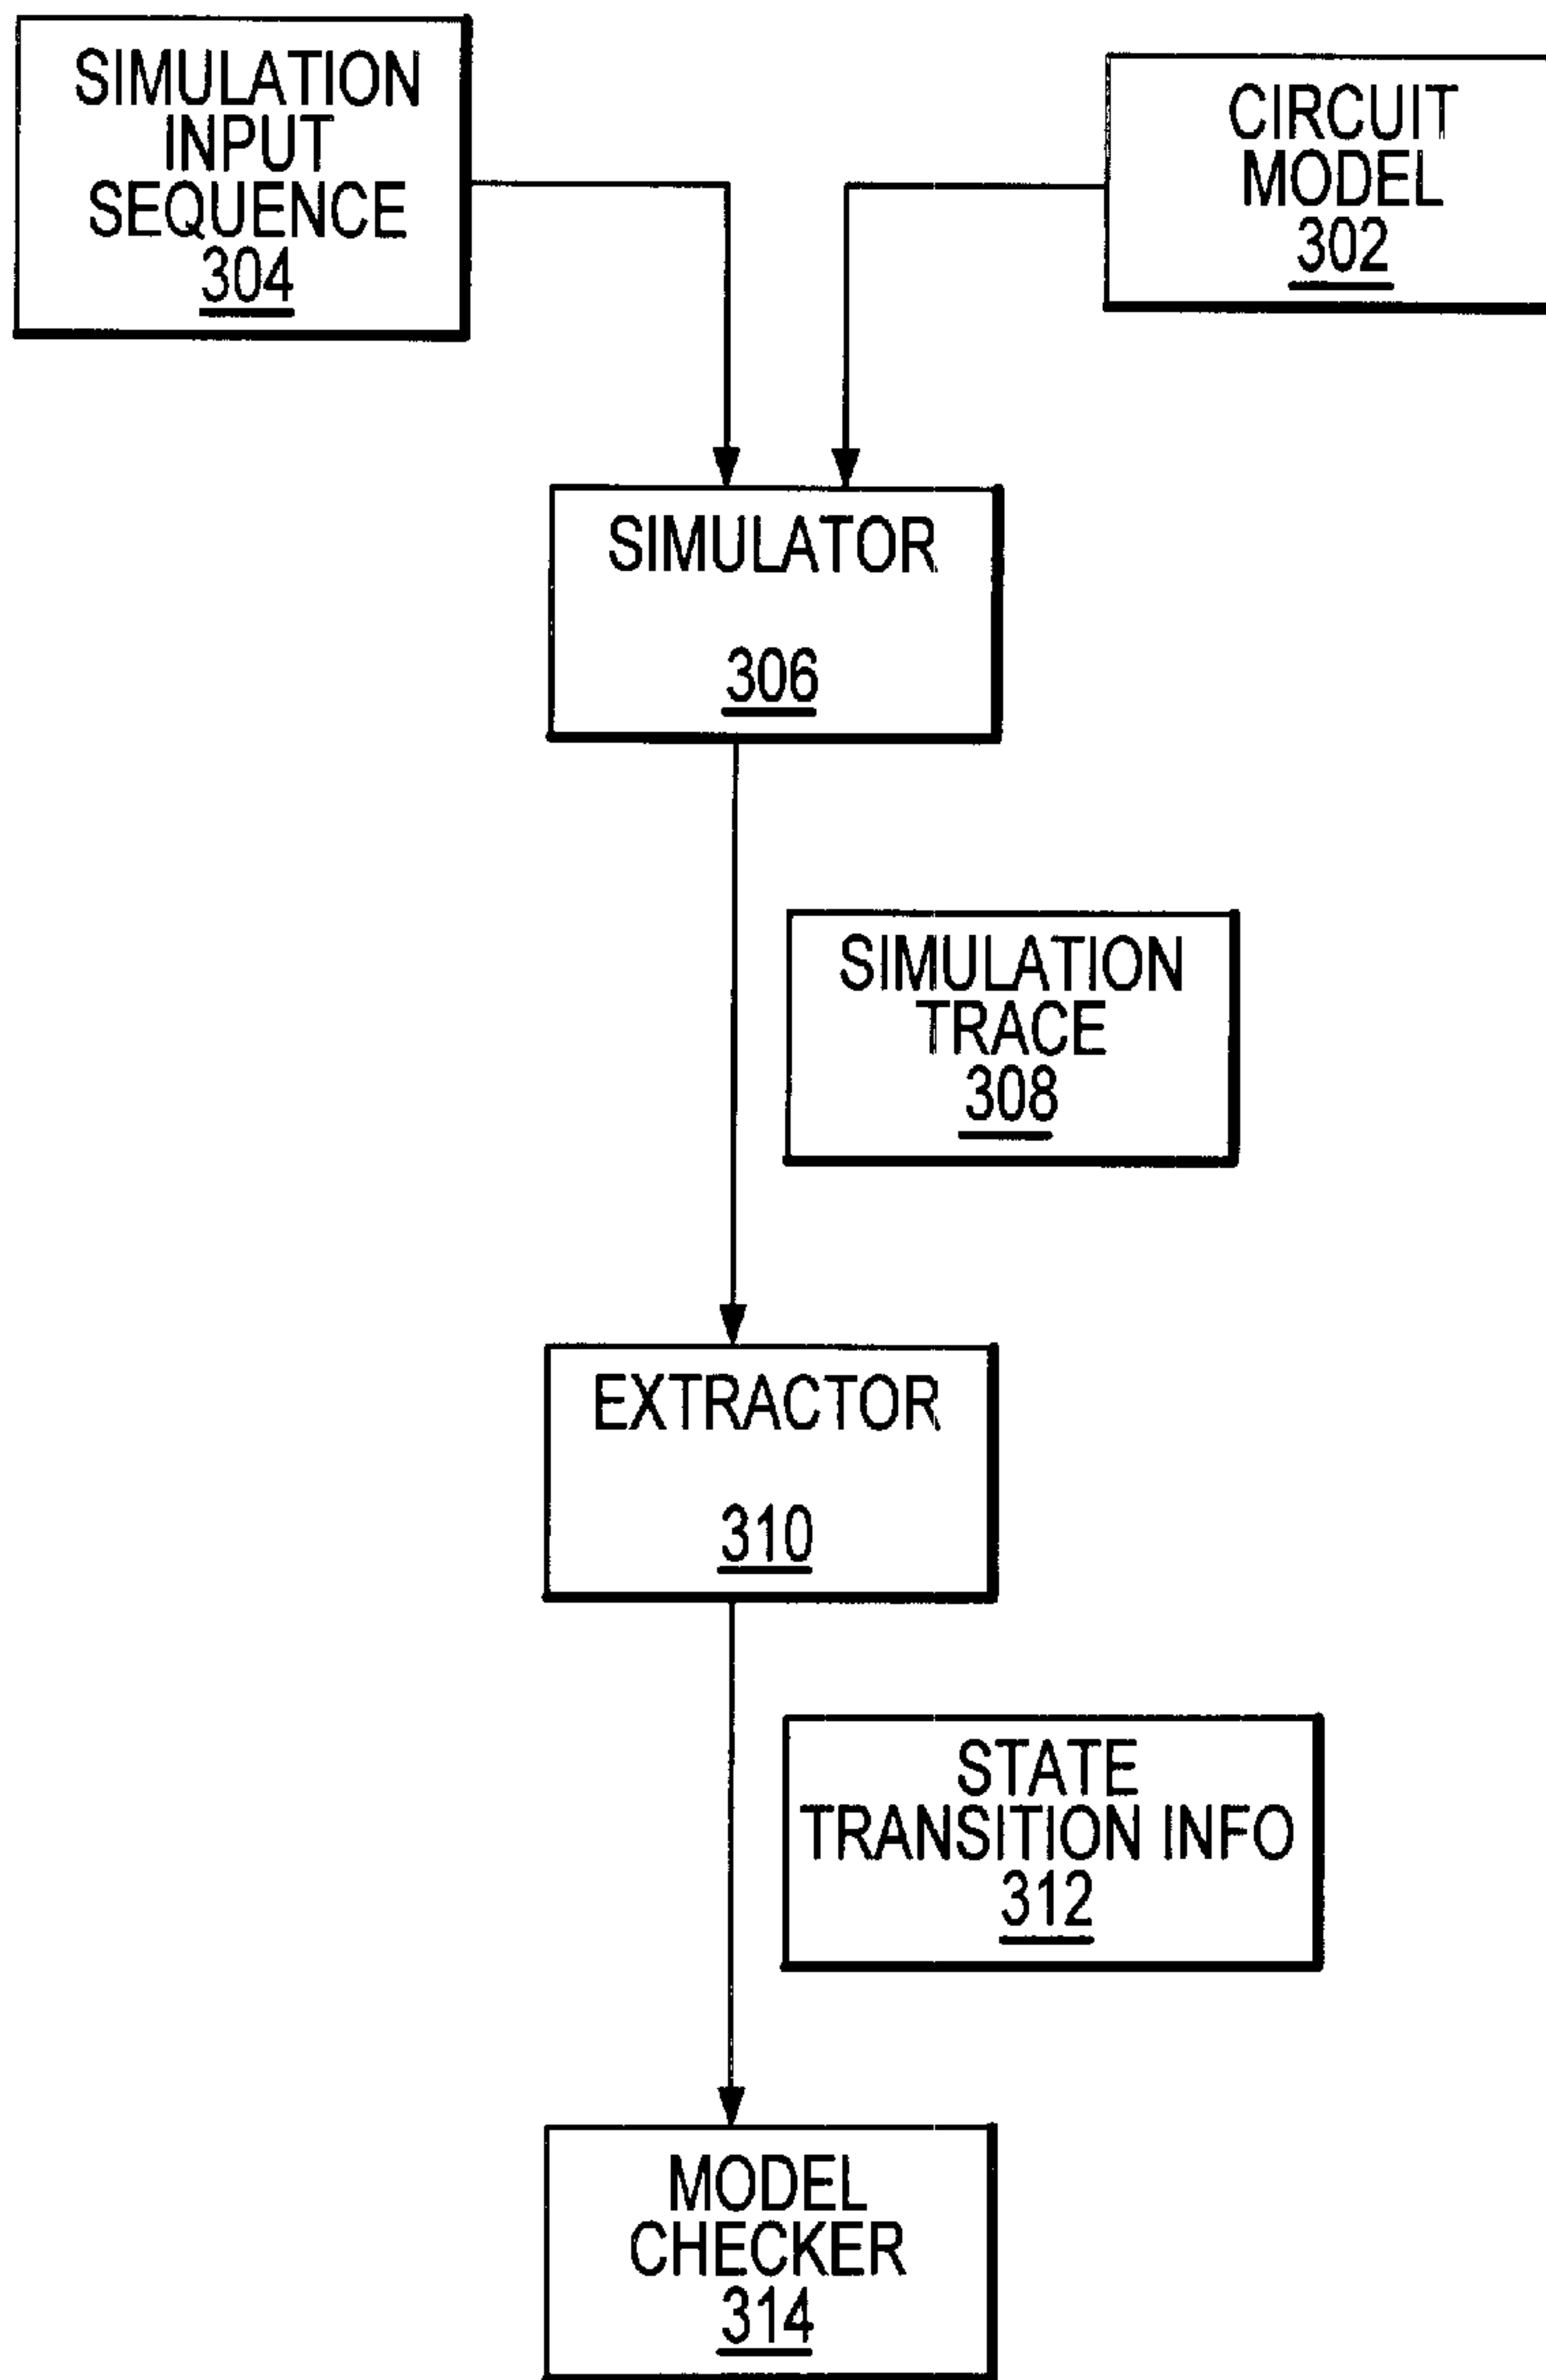 SIMULATION
INPUT
SEQUENCE
304
CIRCUIT
MODEL
302
SIMULATOR
306
SIMULATION
TRACE
308
EXTRACTOR
310
STATE
TRANSITION INFO
312
MODEL
CHECKER
314